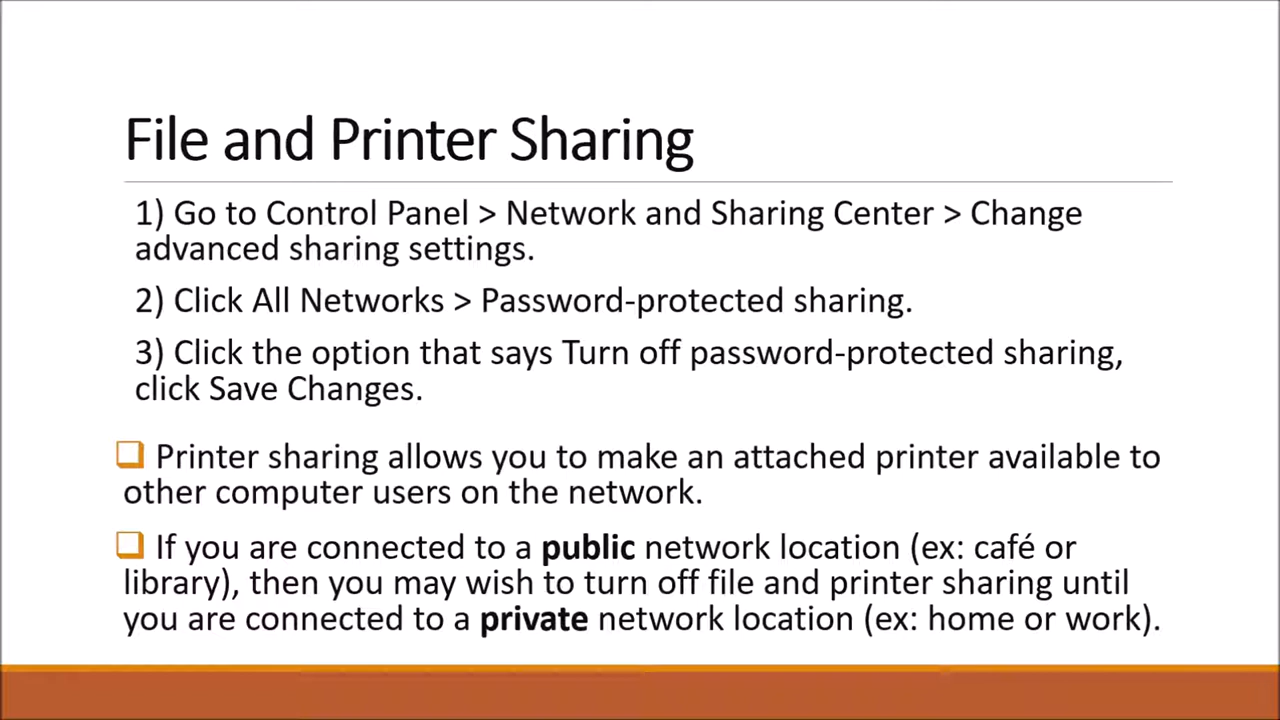 File and Printer Sharing
1) Go to Control Panel > Network and Sharing Center > Change
advanced sharing settings.
2) Click All Networks > Password-protected sharing.
3) Click the option that says Turn off password-protected sharing,
click Save Changes.
Printer sharing allows you to make an attached printer available to
other computer users on the network.
If you are connected to a public network location (ex: café or
library), then you may wish to turn off file and printer sharing until
you are connected to a private network location (ex: home or work).